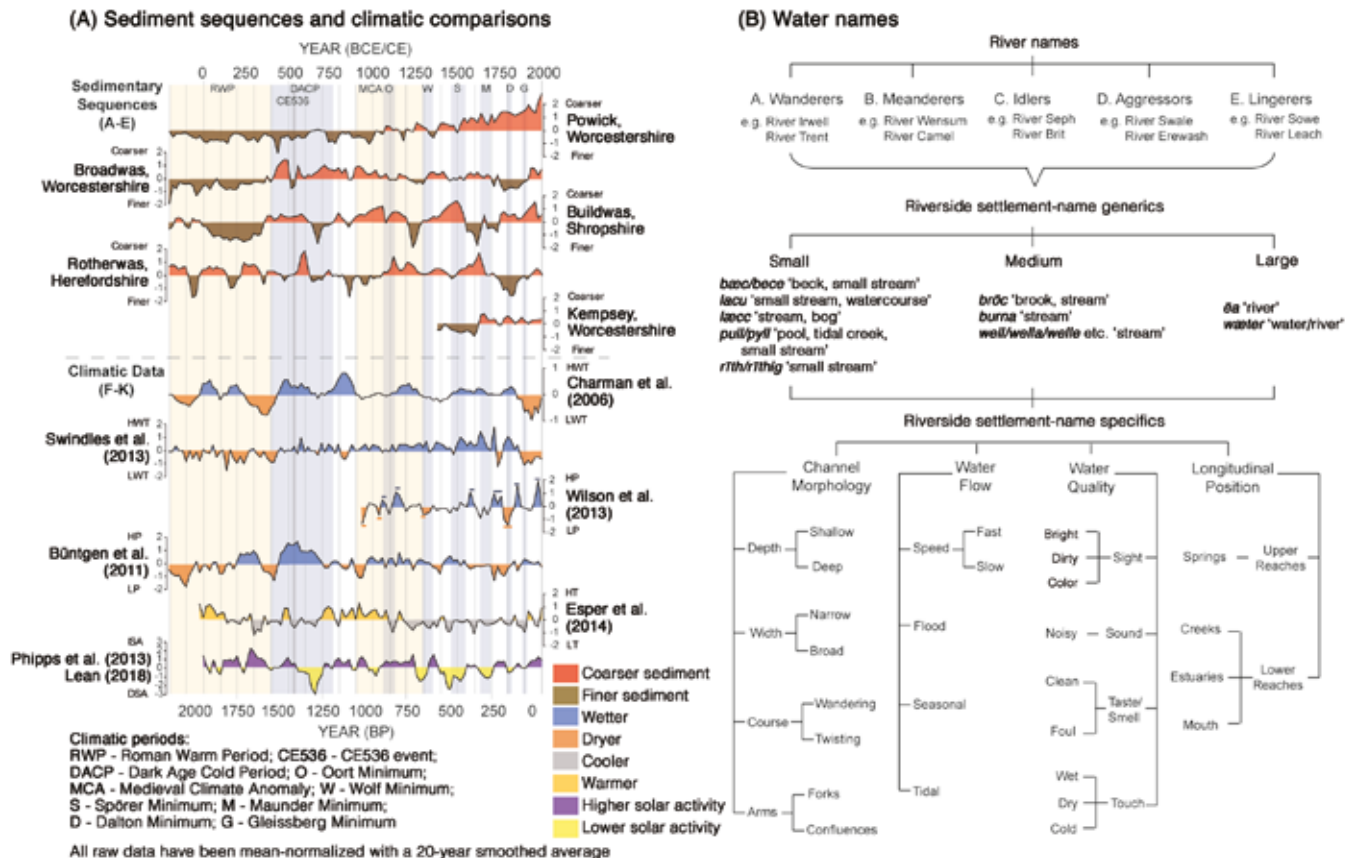 (A) Sediment sequences and climatic comparisons
YEAR (BCE/CE)
0 250 500 750 1000 1250 1500 1750 2000
RWP DACP MCA O W S M D G
CE536
Sedimentary
Sequences
(A-E)
Coarser
Powick,
Worcestershire
Finer
Coarser
Broadwas,
Worcestershire
Finer
Coarser
Buildwas,
Shropshire
Finer
Coarser
Rotherwas,
Herefordshire
Finer
Coarser
Kempsey,
Worcestershire
Finer
Climatic Data
(F-K)
HWT
Charman et al.
(2006)
LWT
HWT
Swindles et al.
(2013)
LWT
HP
Wilson et al.
(2013)
LP
HP
Büntgen et al.
(2011)
LP
HT
Esper et al.
(2014)
LT
ISA
Phipps et al. (2013)
Lean (2018)
DSA
2000 1750 1500 1250 1000 750 500 250 0
YEAR (BP)
Coarser sediment
Finer sediment
Wetter
Dryer
Cooler
Warmer
Higher solar activity
Lower solar activity
Climatic periods:
RWP - Roman Warm Period; CE536 - CE536 event;
DACP - Dark Age Cold Period; O - Oort Minimum;
MCA - Medieval Climate Anomaly; W - Wolf Minimum;
S - Spörer Minimum; M - Maunder Minimum;
D - Dalton Minimum; G - Gleissberg Minimum
All raw data have been mean-normalized with a 20-year smoothed average
(B) Water names
River names
A. Wanderers
e.g. River Irwell
River Trent
B. Meanderers
e.g. River Wensum
River Camel
C. Idlers
e.g. River Seph
River Brit
D. Aggressors
e.g. River Swale
River Erewash
E. Lingerers
e.g. River Sowe
River Leach
Riverside settlement-name generics
Small
bæc/bece 'beck, small stream'
lacu 'small stream, watercourse'
læcc 'stream, bog'
pull/pyll 'pool, tidal creek,
small stream'
rīth/rīthig 'small stream'
Medium
brōc 'brook, stream'
burna 'stream'
well/wella/welle etc. 'stream'
Large
ēa 'river'
wæter 'water/river'
Riverside settlement-name specifics
Channel
Morphology
Depth
Shallow
Deep
Width
Narrow
Broad
Course
Wandering
Twisting
Arms
Forks
Confluences
Water
Flow
Speed
Fast
Slow
Flood
Seasonal
Tidal
Water
Quality
Bright
Dirty
Color
Sight
Noisy
Sound
Clean
Foul
Taste/
Smell
Wet
Dry
Cold
Touch
Longitudinal
Position
Springs
Upper
Reaches
Creeks
Estuaries
Mouth
Lower
Reaches